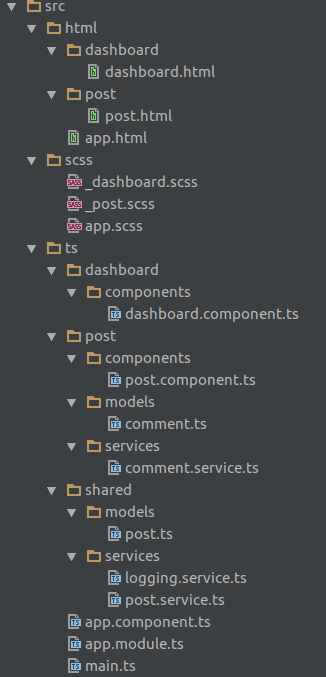 src
html
dashboard
dashboard.html
post
post.html
app.html
scss
_dashboard.scss
_post.scss
app.scss
ts
dashboard
components
dashboard.component.ts
post
components
post.component.ts
models
comment.ts
services
comment.service.ts
shared
models
post.ts
services
logging.service.ts
post.service.ts
app.component.ts
app.module.ts
main.ts